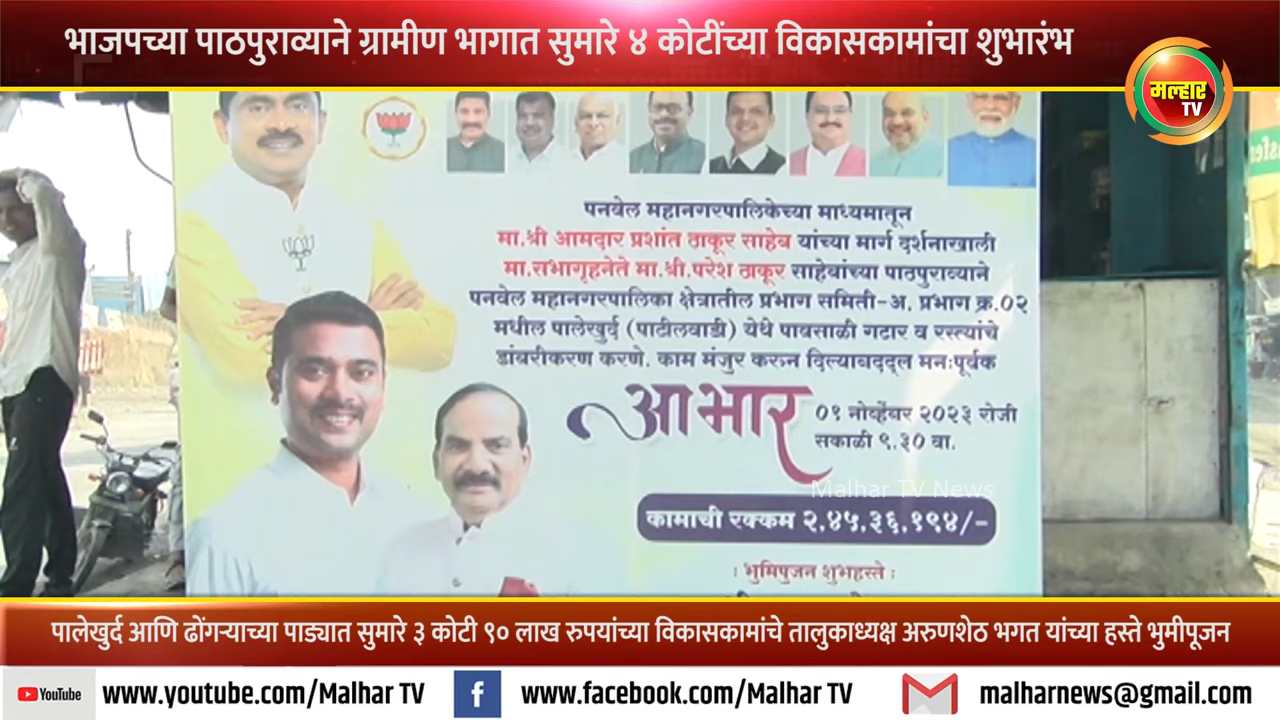 भाजपच्या पाठपुराव्याने ग्रामीण भागात सुमारे ४ कोटींच्या विकासकामांचा शुभारंभ
मल्हार
TV
पनवेल महानगरपालिकेच्या माध्यमातून
मा.श्री आमदार प्रशांत ठाकूर साहेब यांच्या मार्ग दर्शनाखाली
मा.सभागृहनेते मा.श्री.परेश ठाकूर साहेबांच्या पाठपुराव्याने
पनवेल महानगरपालिका क्षेत्रातील प्रभाग समिती-अ, प्रभाग क्र.०२
मधील पालेखुर्द (पाटीलवाडी) येथे पावसाळी गटार व रस्त्यांचे
डांबरीकरण करणे. काम मंजुर करुन दिल्याबददल मनःपूर्वक
आभार
०९ नोव्हेंबर २०२३ रोजी
सकाळी ९.३० वा.
Malhar TV News
कामाची रक्कम २,४५,३६,१९४/-
: भुमिपुजन शुभहस्ते :
पालेखुर्द आणि ढोंगऱ्याच्या पाड्यात सुमारे ३ कोटी ९० लाख रुपयांच्या विकासकामांचे तालुकाध्यक्ष अरुणशेठ भगत यांच्या हस्ते भुमीपूजन
YouTube www.youtube.com/Malhar TV www.facebook.com/Malhar TV malharnews@gmail.com